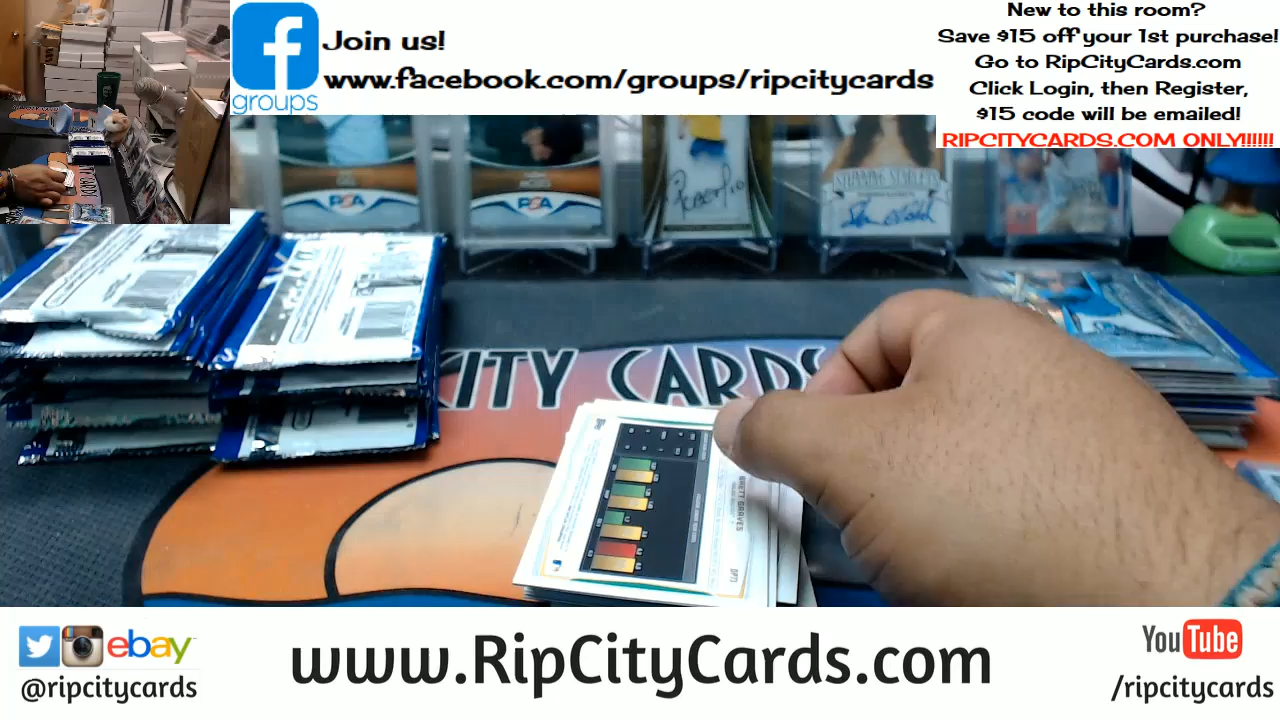 Join us!
www.facebook.com/groups/ripcitycards
groups
New to this room?
Save $15 off your 1st purchase!
Go to RipCityCards.com
Click Login, then Register,
$15 code will be emailed!
RIPCITYCARDS.COM ONLY!!!!!!
PSA
PSA
CITY CARDS
BRETT GRAVES
ebay
@ripcitycards
www.RipCityCards.com
YouTube
/ripcitycards